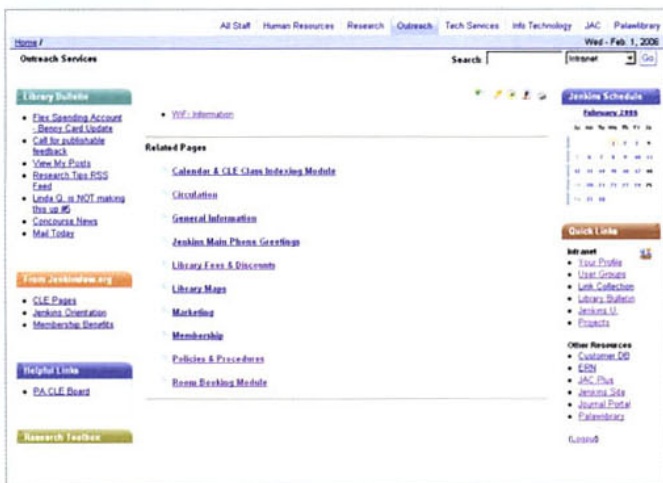 All Staff Human Resources Research Outreach Tech Services Info Technology JAC Palawlibrary
Home / Wed - Feb. 1, 2006
Outreach Services Search Intranet Go
Library Bulletin
Flex Spending Account
- Benny Card Update
Call for publishable
feedback
View My Posts
Research Tips RSS
Feed
Linda Q. is NOT making
this up
Concourse News
Mail Today
From Jenkinslaw.org
CLE Pages
Jenkins Orientation
Membership Benefits
Helpful Links
PA CLE Board
Research Toolbox
WiFi Information
Related Pages
Calendar & CLE Class Indexing Module
Circulation
General Information
Jenkins Main Phone Greetings
Library Fees & Discounts
Library Maps
Marketing
Membership
Policies & Procedures
Room Booking Module
Jenkins Schedule
February 2006
Quick Links
Intranet
Your Profile
User Groups
Link Collection
Library Bulletin
Jenkins U.
Projects
Other Resources
Customer DB
ERN
JAC Plus
Jenkins Site
Journal Portal
Palawlibrary
(Logout)